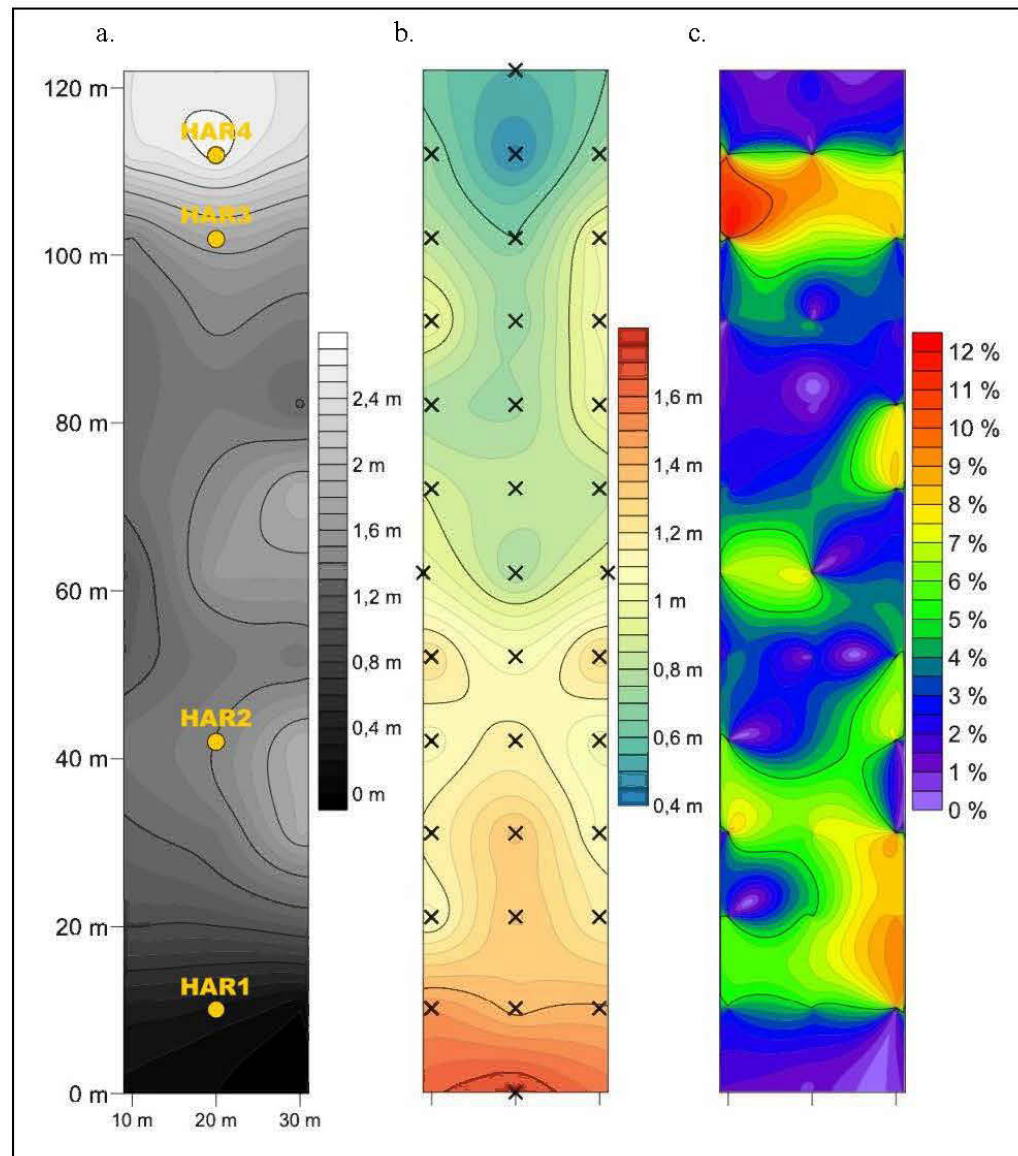 a.
b.
c.
120 m
100 m
80 m
60 m
40 m
20 m
0 m
10 m
20 m
30 m
HAR4
HAR3
HAR2
HAR1
2,4 m
2 m
1,6 m
1,2 m
0,8 m
0,4 m
0 m
1,6 m
1,4 m
1,2 m
1 m
0,8 m
0,6 m
0,4 m
12 %
11 %
10 %
9 %
8 %
7 %
6 %
5 %
4 %
3 %
2 %
1 %
0 %